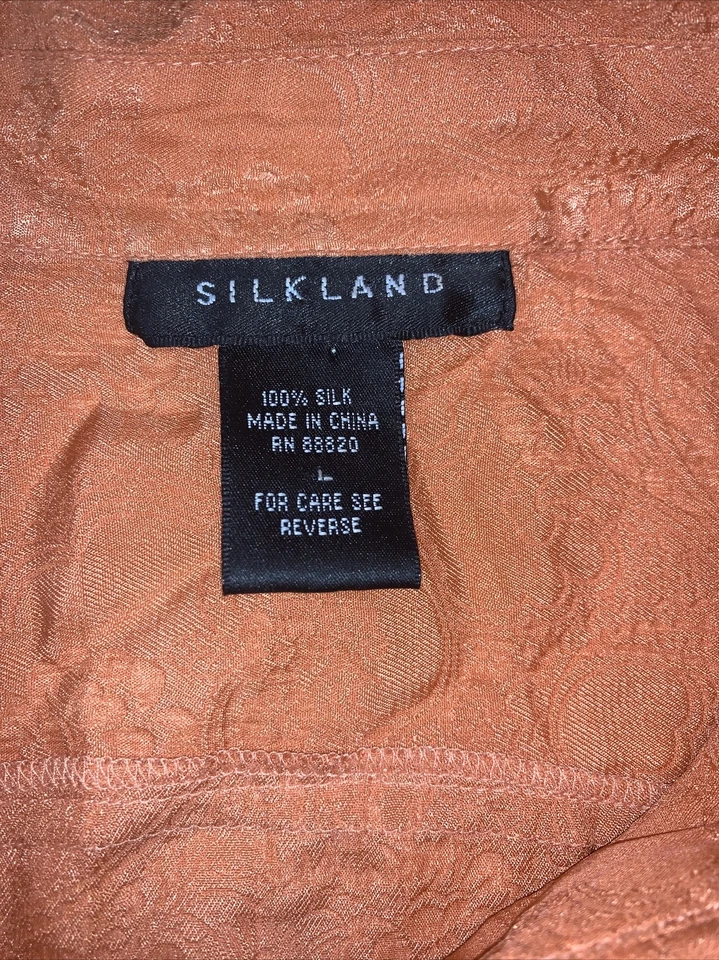 SILKLAND
100% SILK
MADE IN CHINA
RN 88820
L
FOR CARE SEE
REVERSE